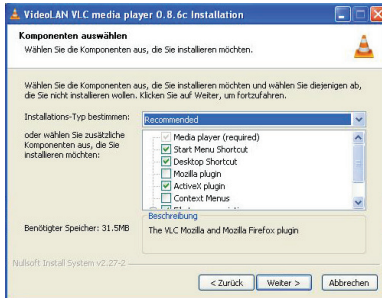 VideoLAN VLC media player 0.8.6c Installation
Komponenten auswählen
Wählen Sie die Komponenten aus, die Sie installieren möchten.
Wählen Sie die Komponenten aus, die Sie installieren möchten und wählen Sie diejenigen ab,
die Sie nicht installieren wollen. Klicken Sie auf Weiter, um fortzufahren.
Installations-Typ bestimmen:
Recommended
oder wählen Sie zusätzliche
Komponenten aus, die Sie
installieren möchten:
Media player (required)
Start Menu Shortcut
Desktop Shortcut
Mozilla plugin
ActiveX plugin
Context Menus
Benötigter Speicher: 31.5MB
Beschreibung
The VLC Mozilla and Mozilla Firefox plugin
Nullsoft Install System v2.27-2
< Zurück
Weiter >
Abbrechen